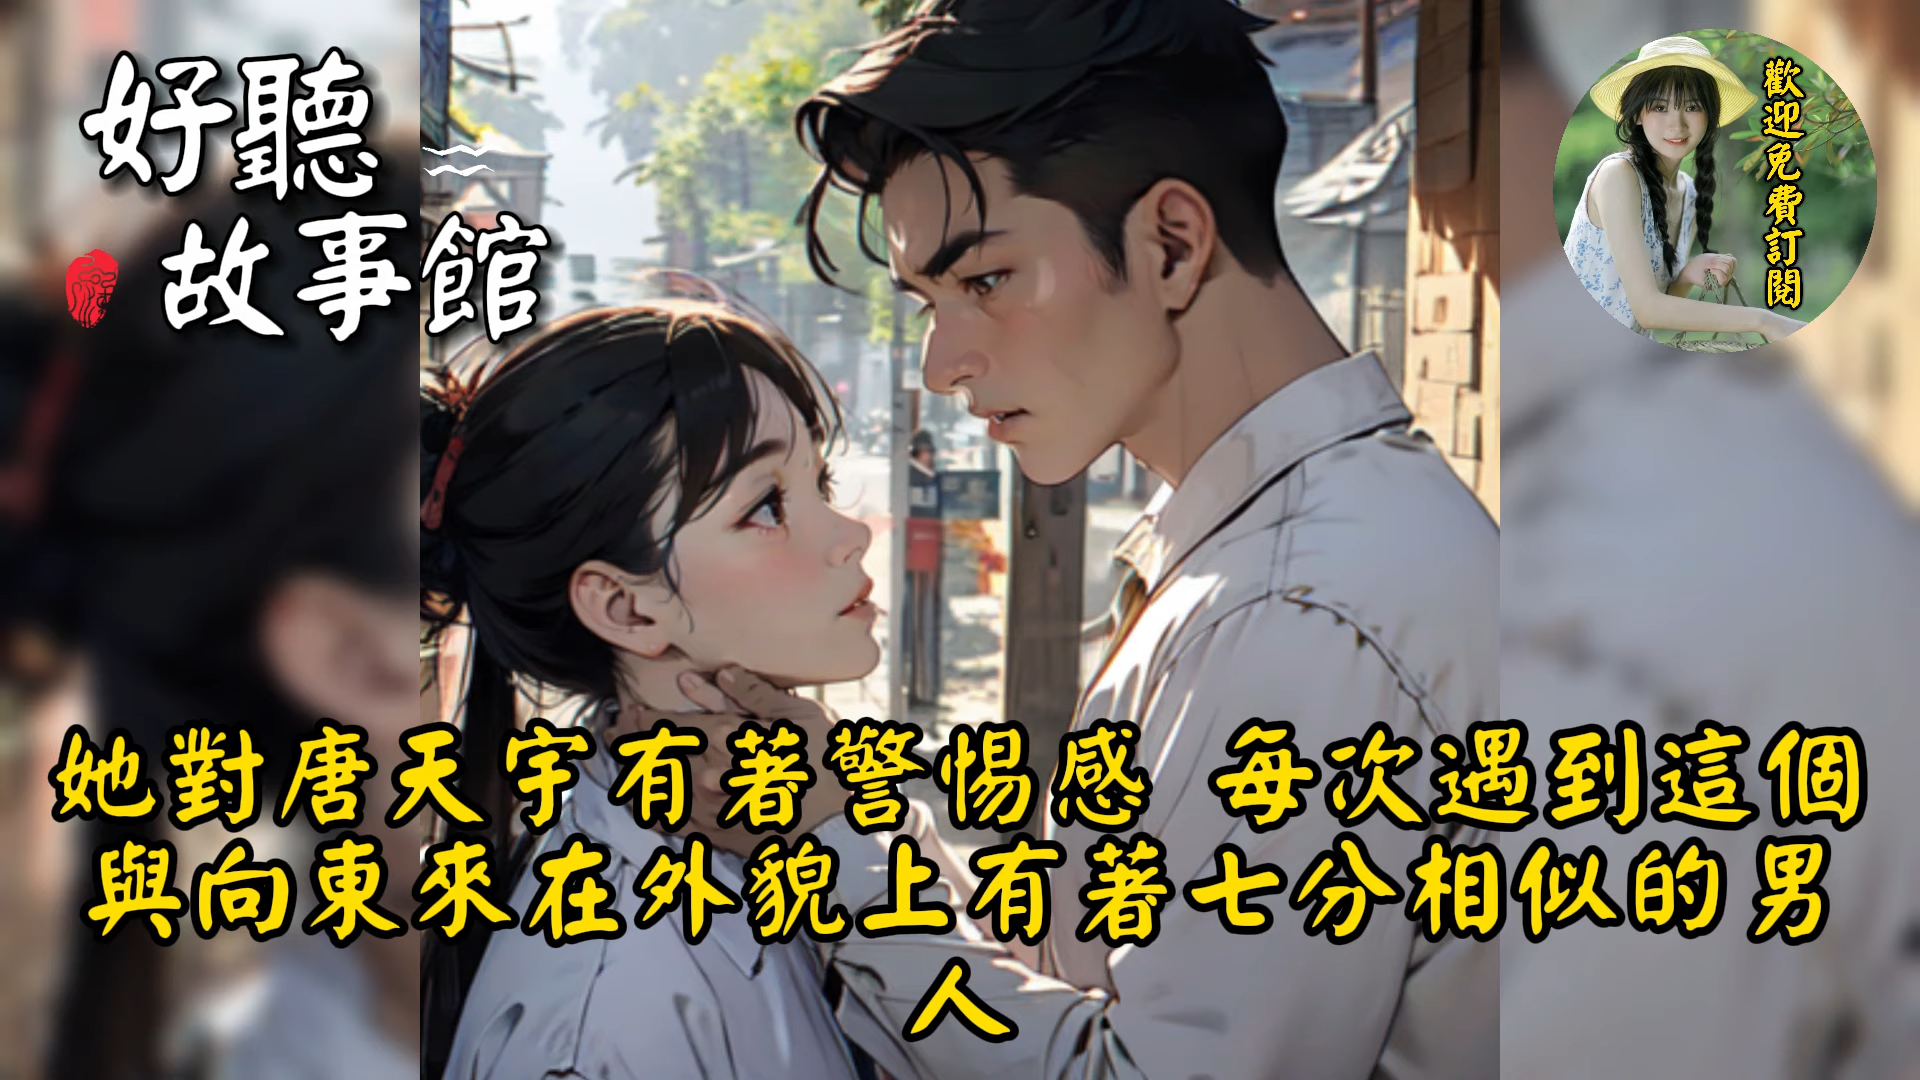 好聽
故事館
歡迎免費訂閱
她對唐天宇有著警惕感 每次遇到這個
與向東來在外貌上有著七分相似的男
人